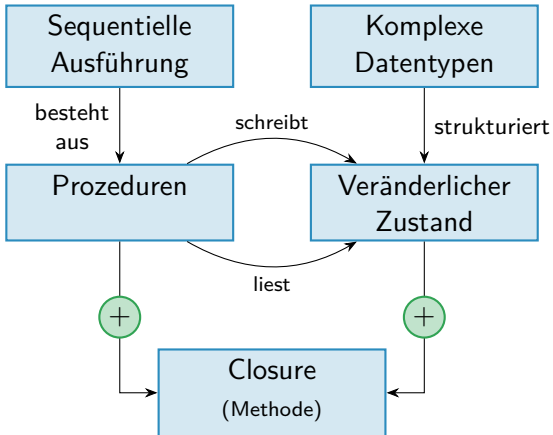 Sequentielle
Ausführung
Komplexe
Datentypen
besteht
aus
schreibt
strukturiert
Prozeduren
Veränderlicher
Zustand
liest
+
+
Closure
(Methode)